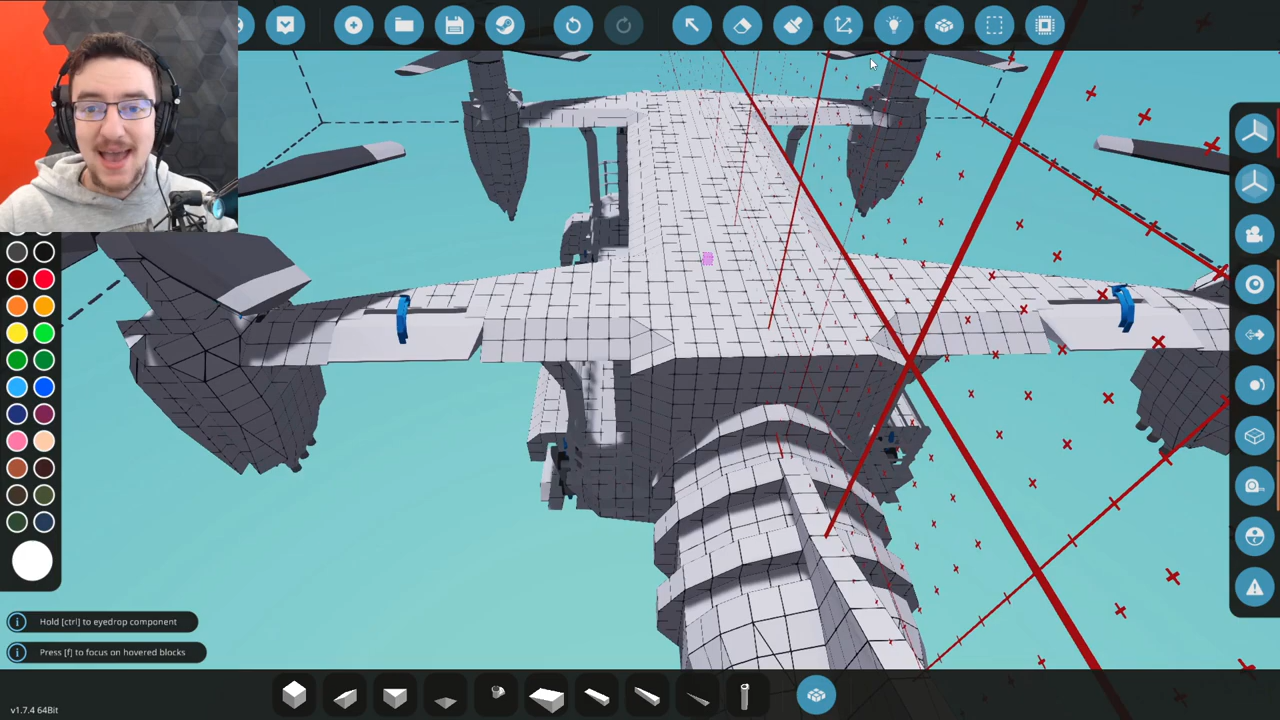 Hold [ctrl] to eyedrop component
Press [f] to focus on hovered blocks
v1.7.4 64Bit